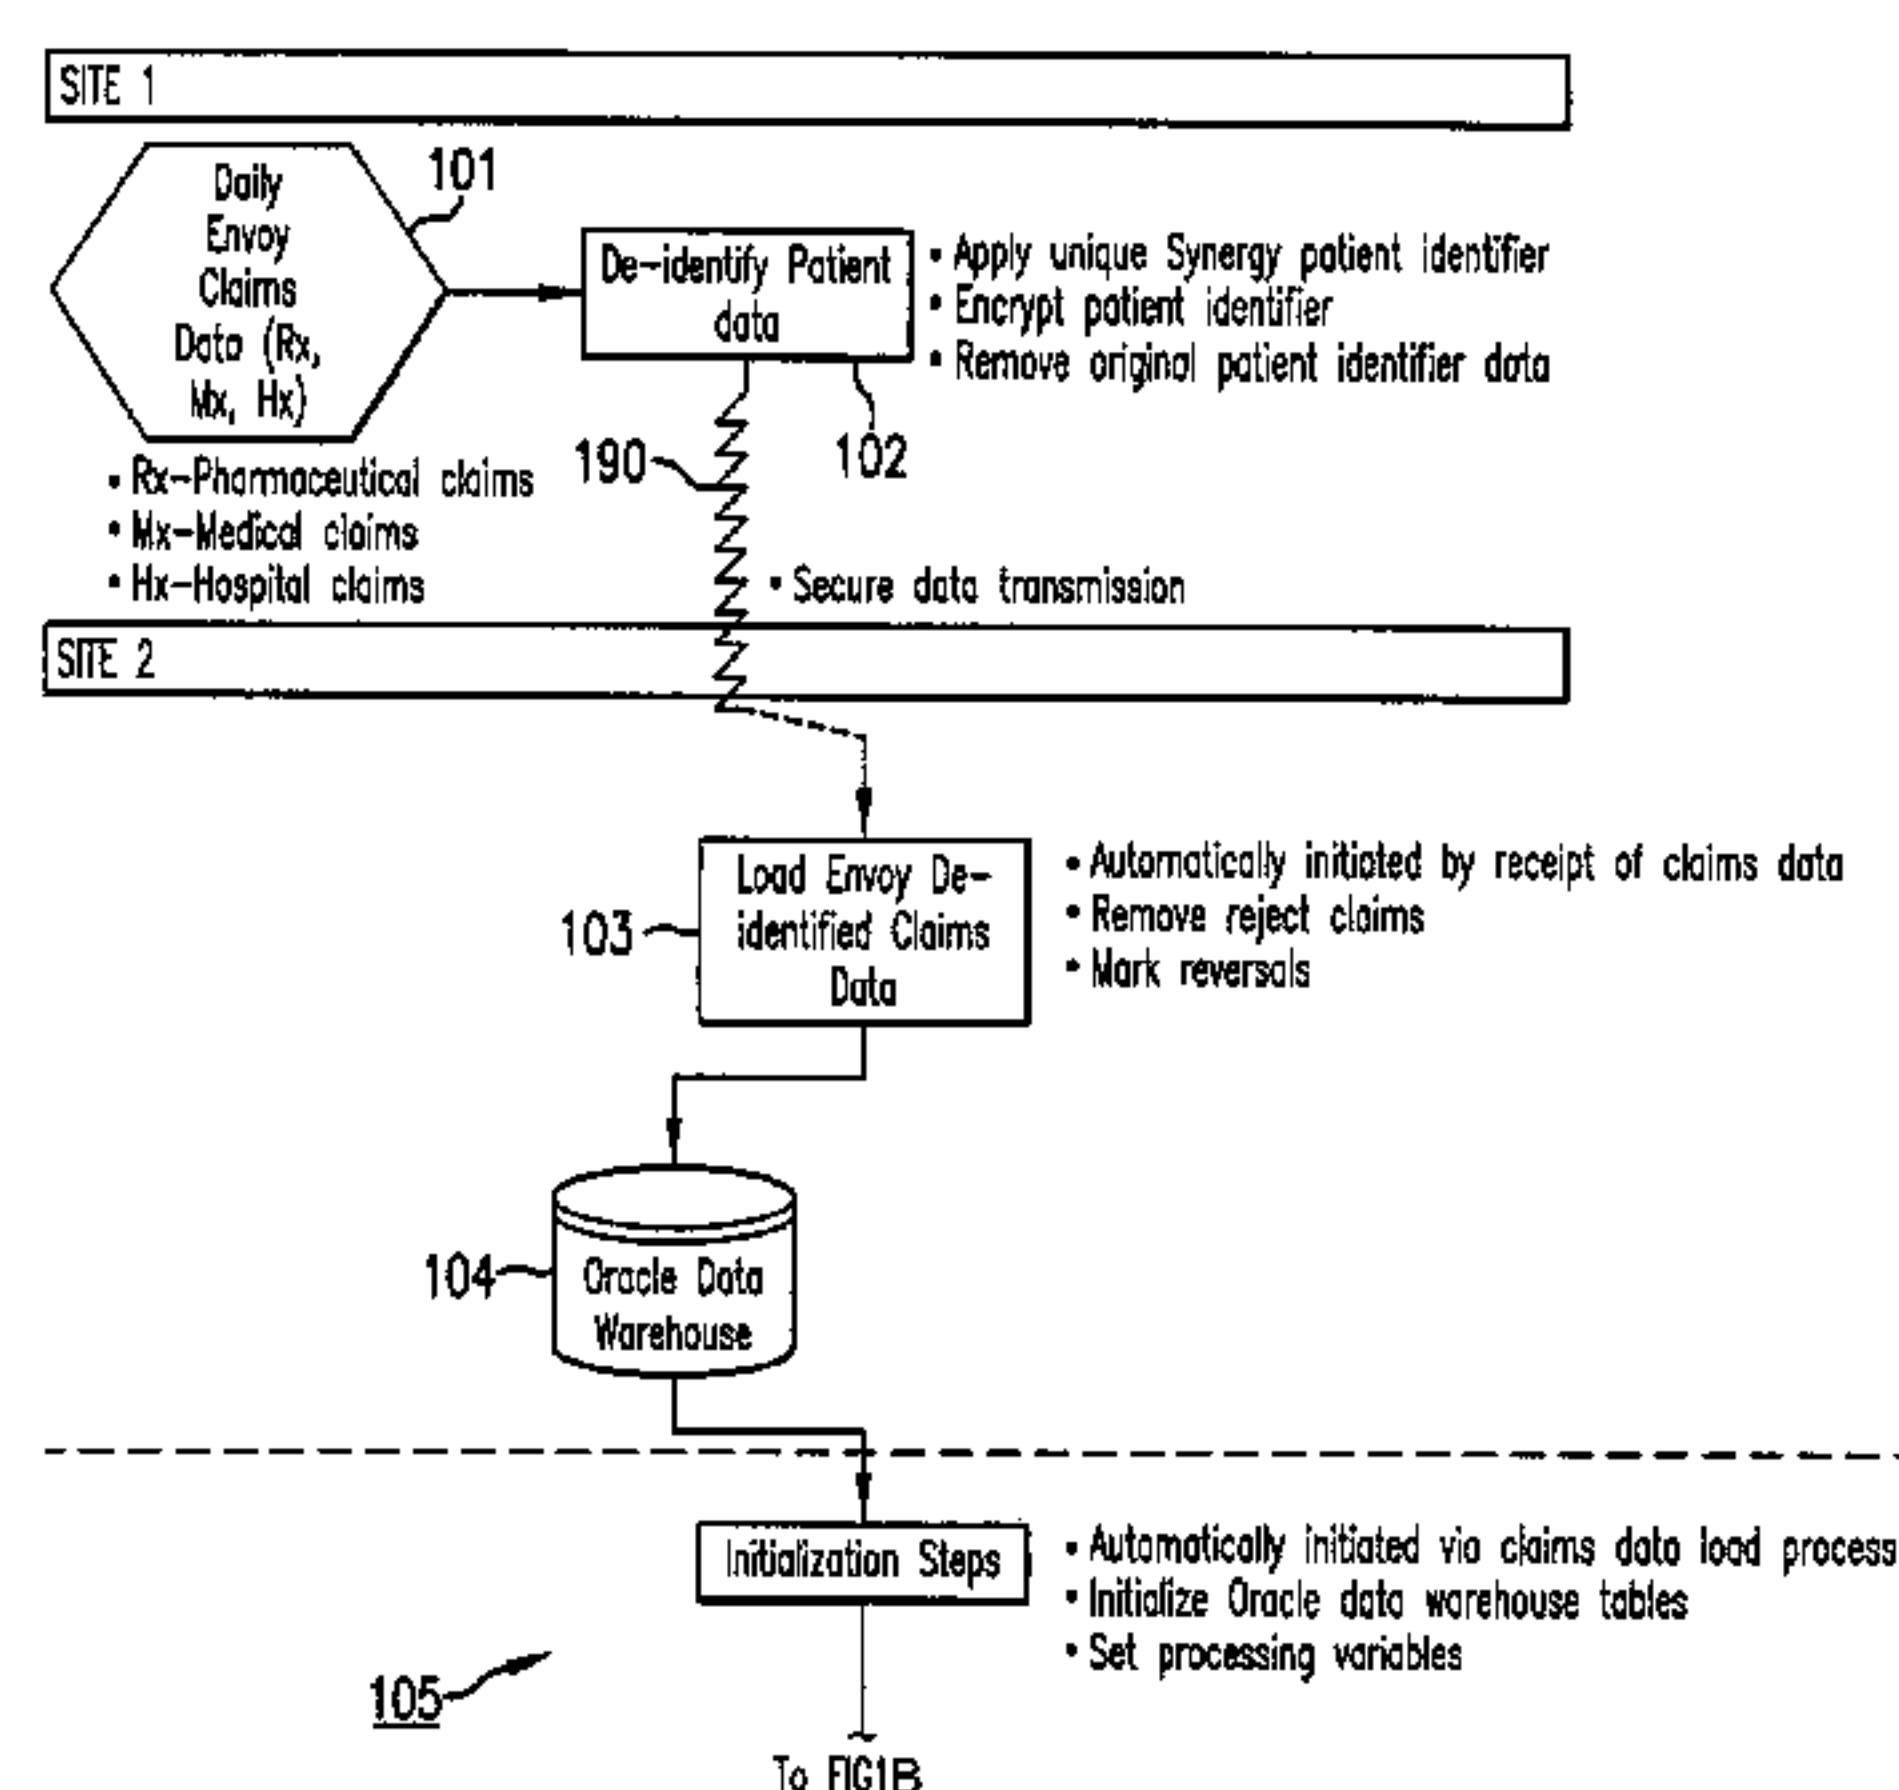 SITE 1
Daily
Envoy
Claims
Data (Rx,
Mx, Hx)
101
De-identify Patient
data
• Apply unique Synergy patient identifier
• Encrypt patient identifier
• Remove original patient identifier data
102
190
• Rx-Pharmaceutical claims
• Mx-Medical claims
• Hx-Hospital claims
• Secure data transmission
SITE 2
103
Load Envoy De-
identified Claims
Data
• Automatically initiated by receipt of claims data
• Remove reject claims
• Mark reversals
104
Oracle Data
Warehouse
Initialization Steps
• Automatically initiated via claims data load process
• Initialize Oracle data warehouse tables
• Set processing variables
105
To FIG1B